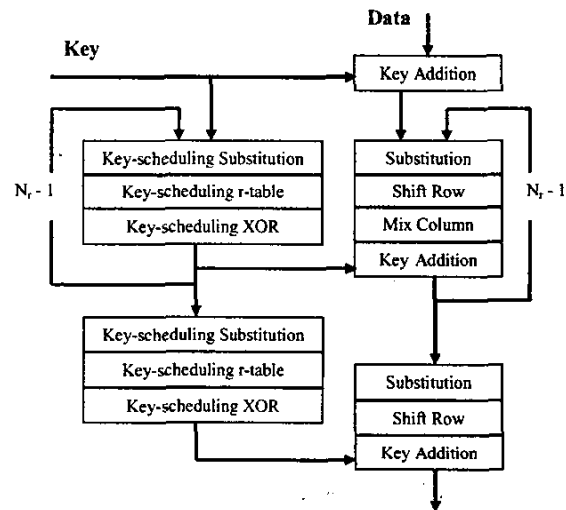 Data
Key
Key Addition
Key-scheduling Substitution
Key-scheduling r-table
Key-scheduling XOR
Nr - 1
Substitution
Shift Row
Mix Column
Key Addition
Nr - 1
Key-scheduling Substitution
Key-scheduling r-table
Key-scheduling XOR
Substitution
Shift Row
Key Addition